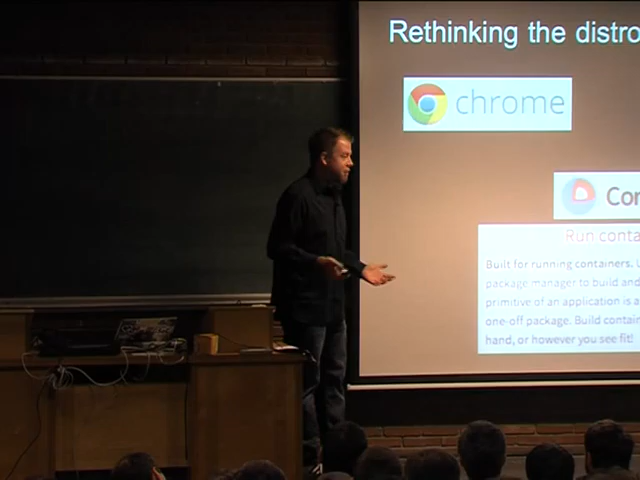 Rethinking the distro
chrome
Run conta
Built for running containers.
package manager to build and
primitive of an application is a
one-off package. Build contain
hand, or however you see fit!